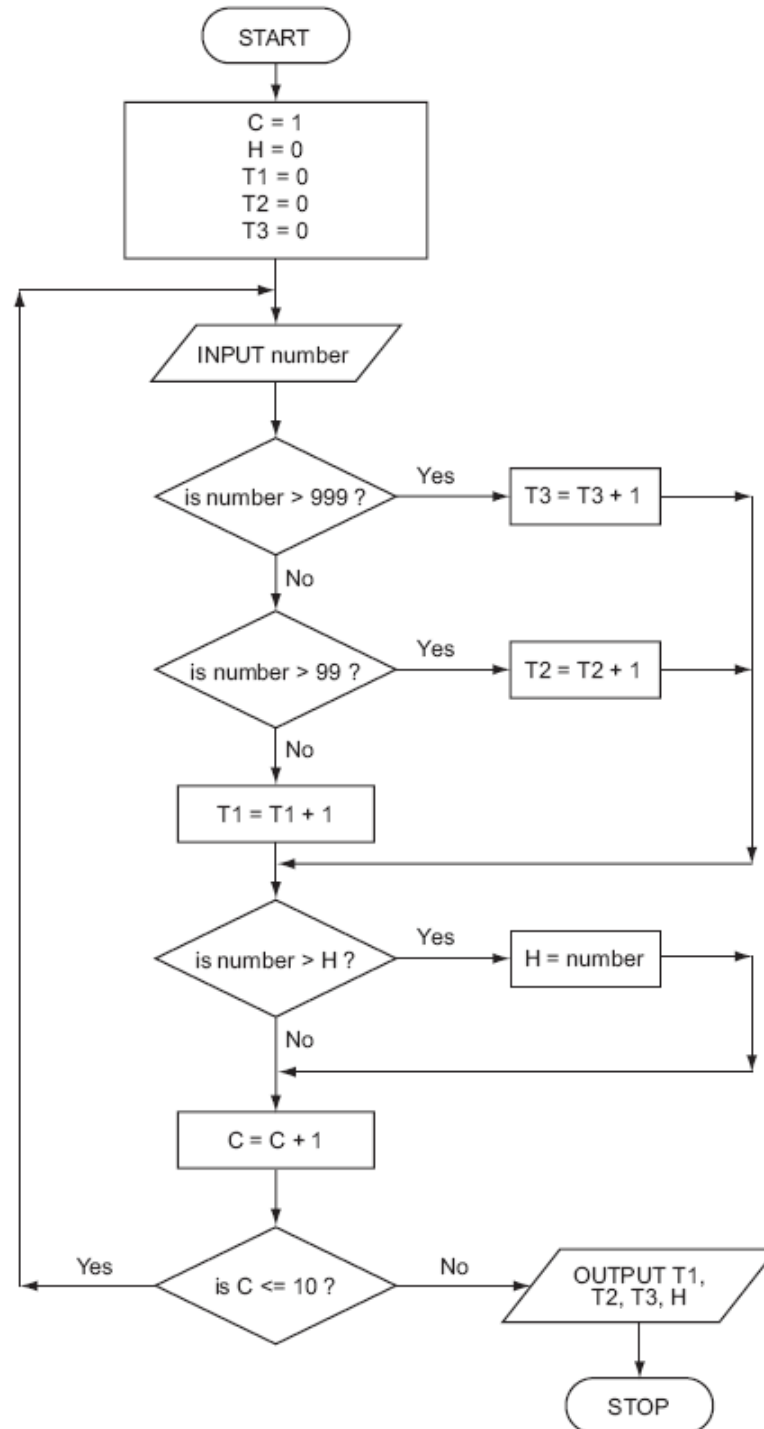 START
C = 1
H = 0
T1 = 0
T2 = 0
T3 = 0
INPUT number
is number > 999 ?
Yes
T3 = T3 + 1
No
is number > 99 ?
Yes
T2 = T2 + 1
No
T1 = T1 + 1
is number > H ?
Yes
H = number
No
C = C + 1
is C <= 10 ?
Yes
No
OUTPUT T1,
T2, T3, H
STOP